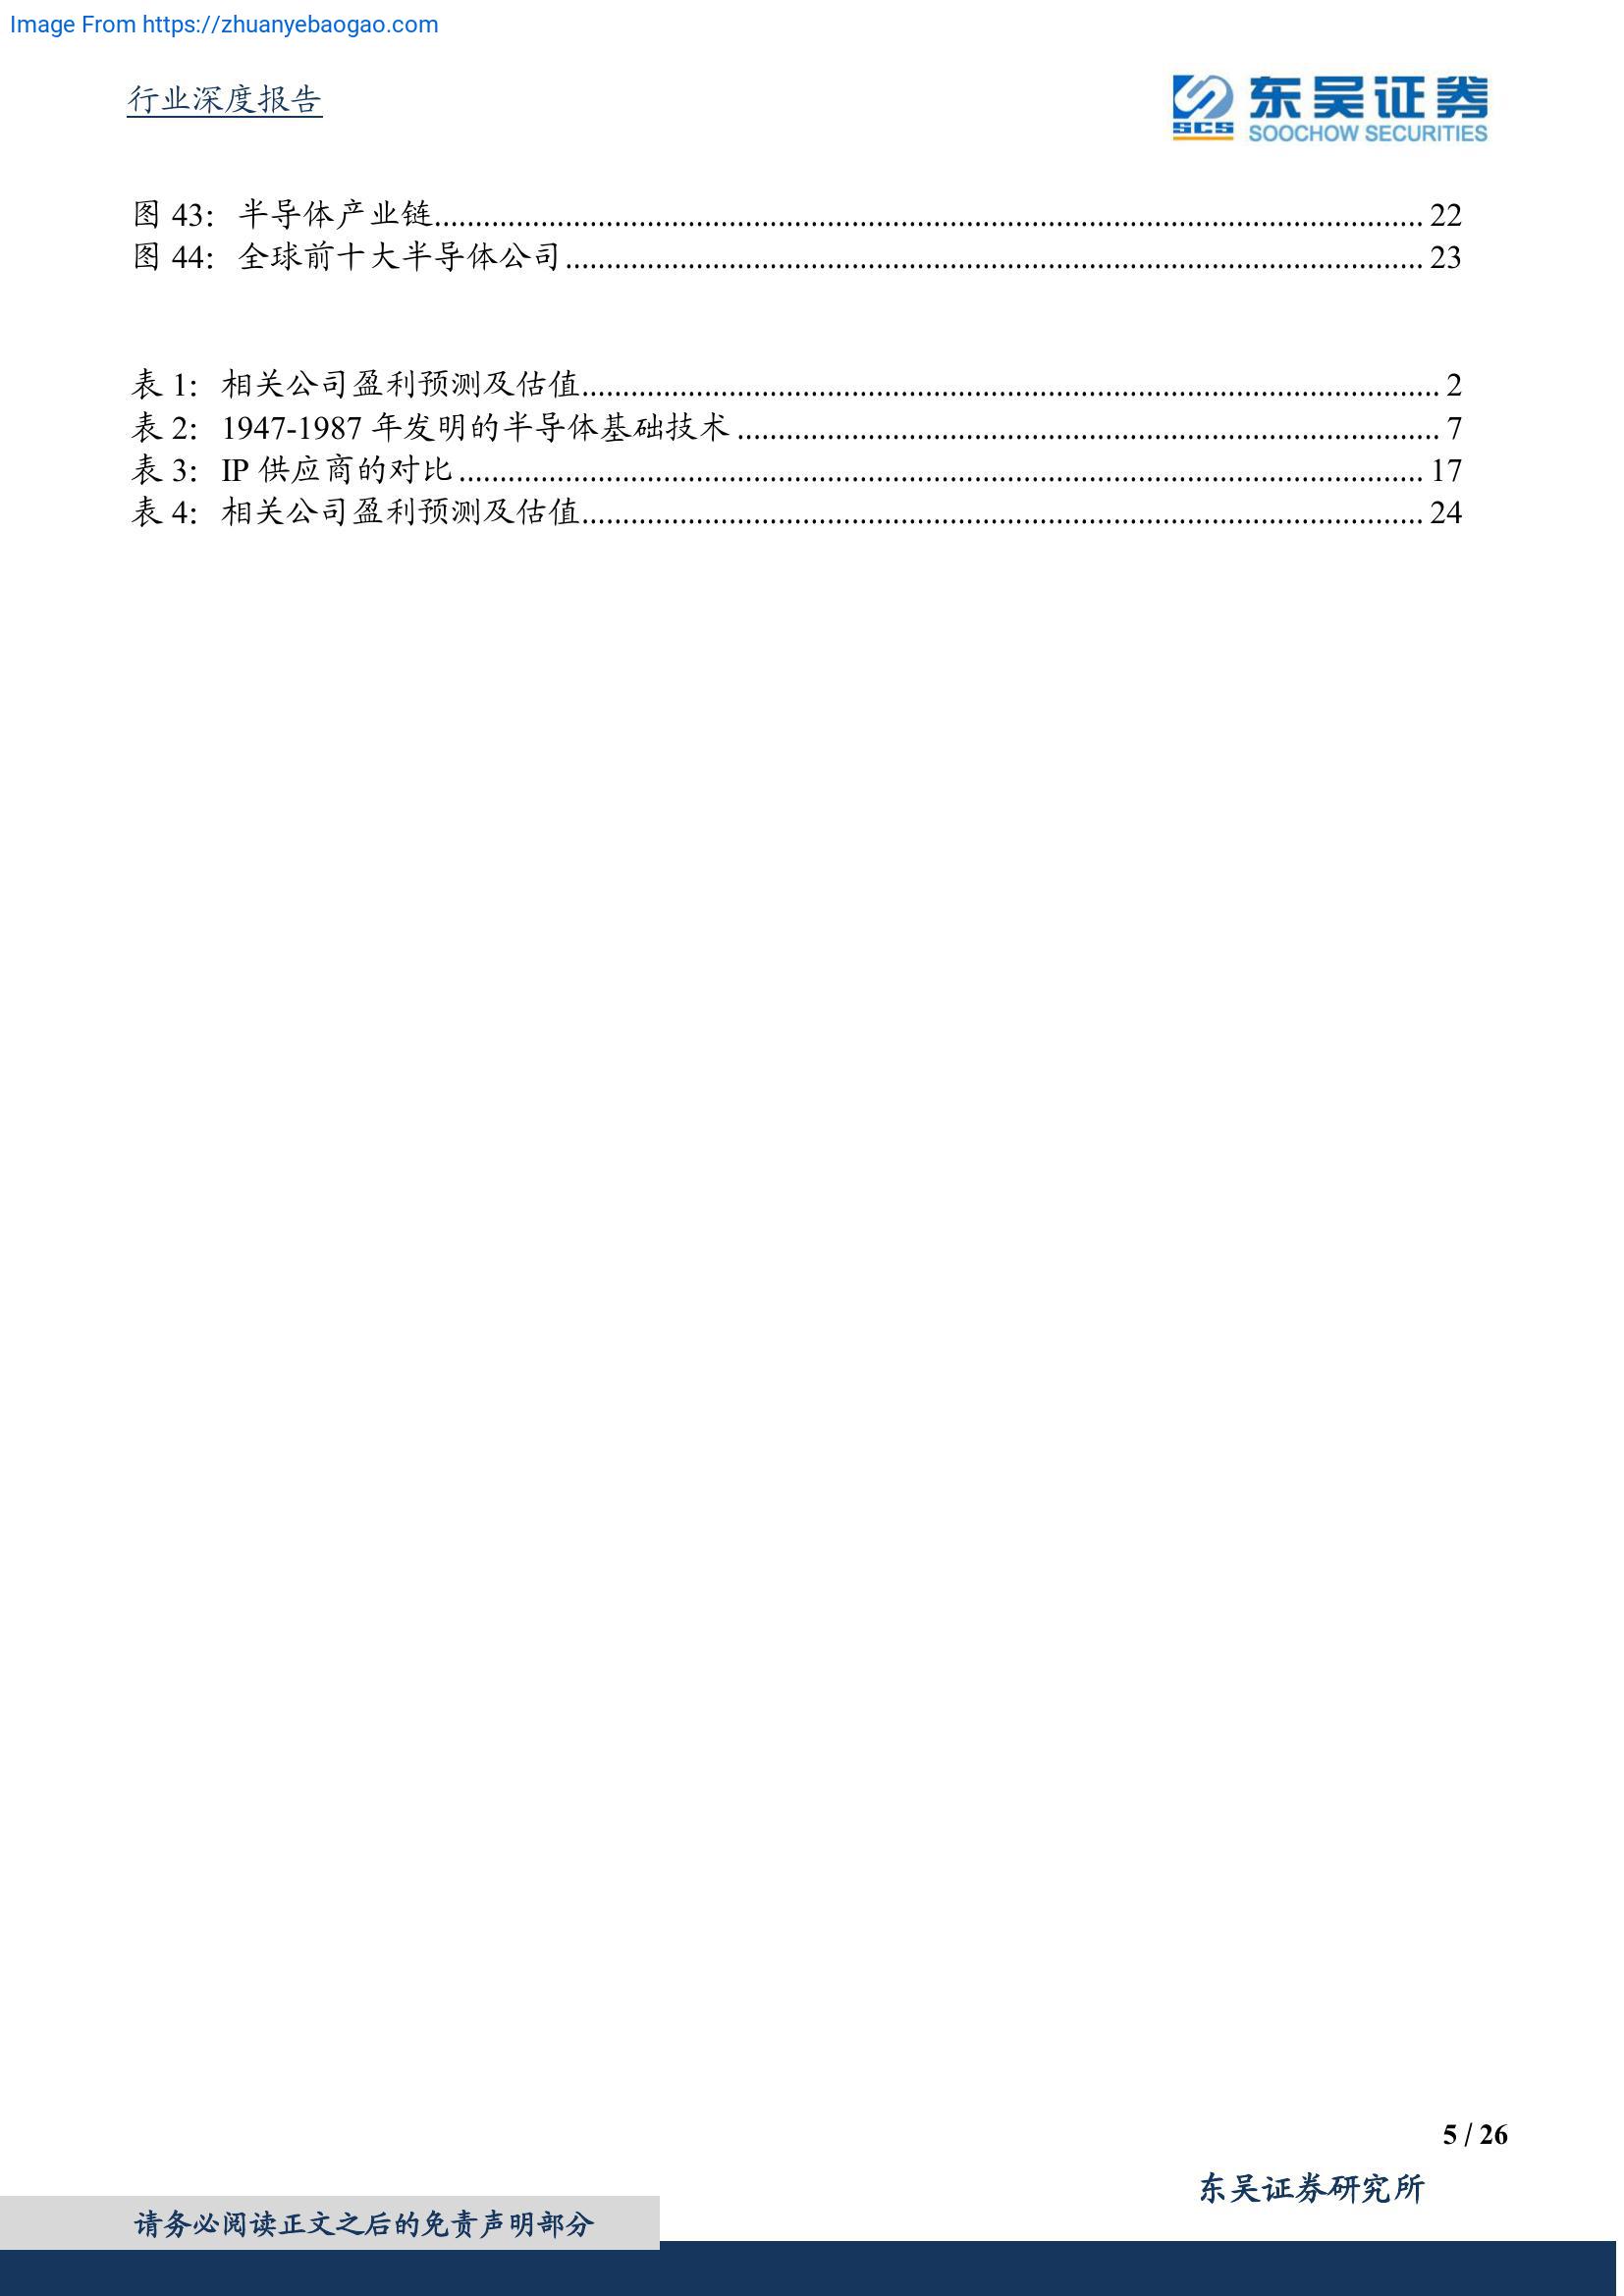 Image From https://zhuanyebaogao.com
行业深度报告
SCS
东吴证券
SOOCHOW SECURITIES
图 43： 半导体产业链........................................................................................................................ 22
图 44： 全球前十大半导体公司........................................................................................................ 23
表 1： 相关公司盈利预测及估值........................................................................................................ 2
表 2： 1947-1987 年发明的半导体基础技术..................................................................................... 7
表 3： IP 供应商的对比..................................................................................................................... 17
表 4： 相关公司盈利预测及估值...................................................................................................... 24
5 / 26
东吴证券研究所
请务必阅读正文之后的免责声明部分